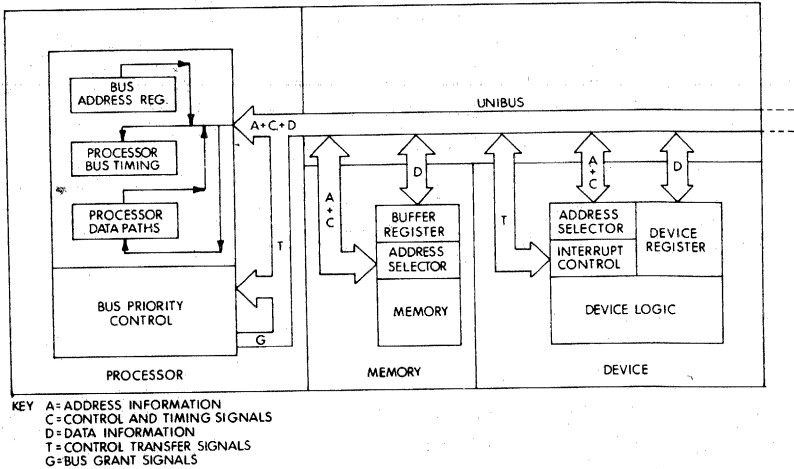 BUS
ADDRESS REG.
PROCESSOR
BUS TIMING
PROCESSOR
DATA PATHS
BUS PRIORITY
CONTROL
PROCESSOR
UNIBUS
A+C+D
T
G
A
+
C
D
BUFFER
REGISTER
ADDRESS
SELECTOR
MEMORY
MEMORY
T
A
+
C
D
ADDRESS
SELECTOR
INTERRUPT
CONTROL
DEVICE
REGISTER
DEVICE LOGIC
DEVICE
KEY A=ADDRESS INFORMATION
C=CONTROL AND TIMING SIGNALS
D=DATA INFORMATION
T=CONTROL TRANSFER SIGNALS
G=BUS GRANT SIGNALS